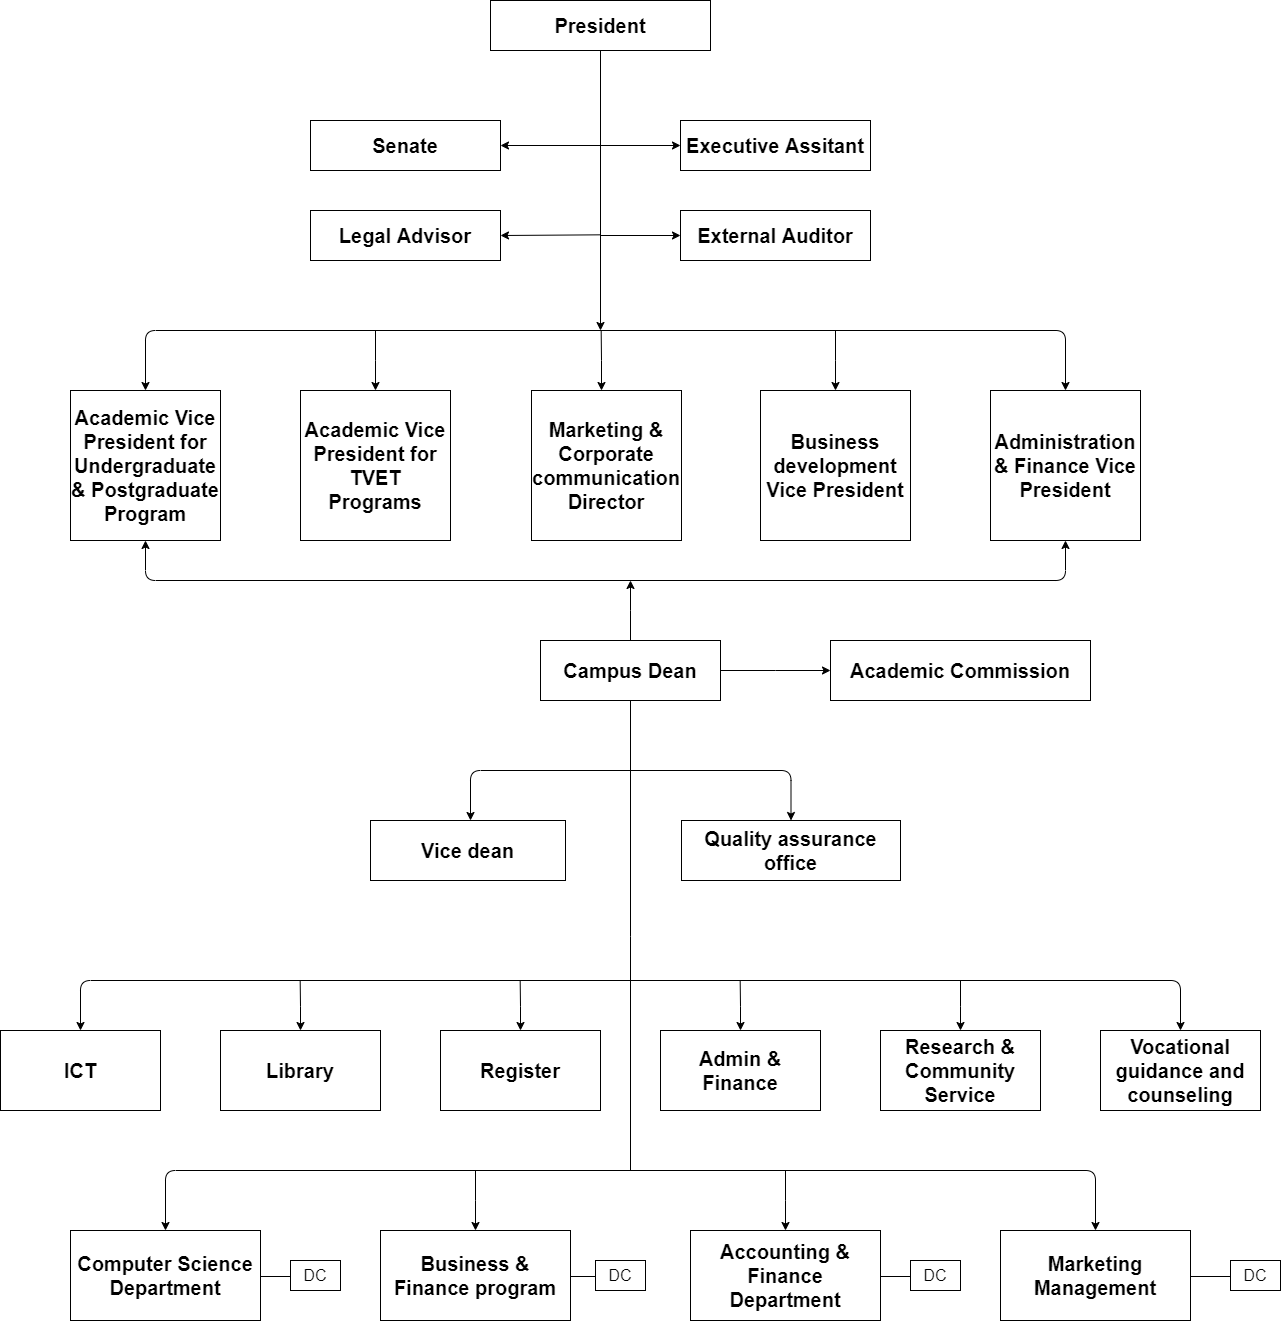 President
Senate
Executive Assitant
Legal Advisor
External Auditor
Academic Vice
President for
Undergraduate
& Postgraduate
Program
Academic Vice
President for
TVET
Programs
Marketing &
Corporate
communication
Director
Business
development
Vice President
Administration
& Finance Vice
President
Campus Dean
Academic Commission
Vice dean
Quality assurance
office
ICT
Library
Register
Admin &
Finance
Research &
Community
Service
Vocational
guidance and
counseling
Computer Science
Department
DC
Business &
Finance program
DC
Accounting &
Finance
Department
DC
Marketing
Management
DC